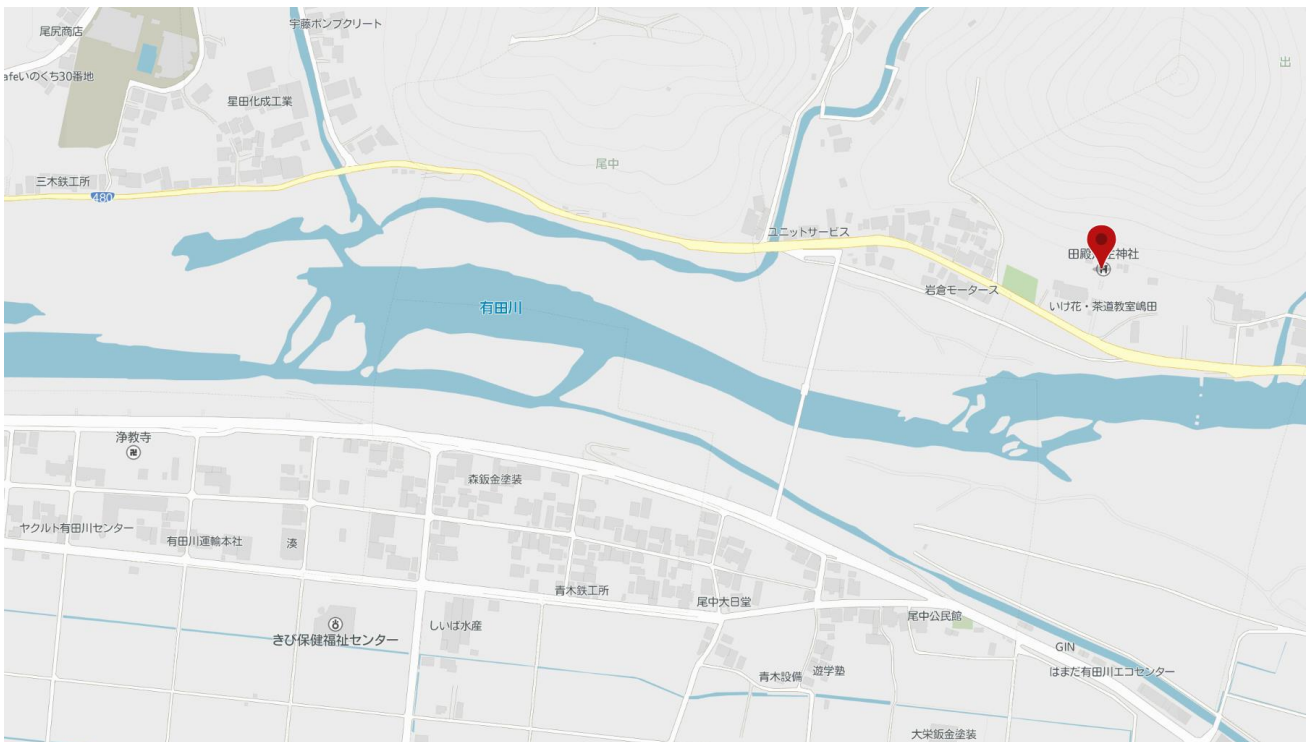 尾尻商店
宇藤ポンプクリート
afeいのくち30番地
出
星田化成工業
尾中
三木鉄工所
480
ユニットサービス
田殿
生神社
岩倉モータース
いけ花・茶道教室嶋田
有田川
浄教寺
森鈑金塗装
ヤクルト有田川センター
有田川運輸本社
湊
青木鉄工所
尾中大日堂
尾中公民館
きび保健福祉センター
しいば水産
GIN
はまだ有田川エコセンター
青木設備
遊学塾
大栄鈑金塗装